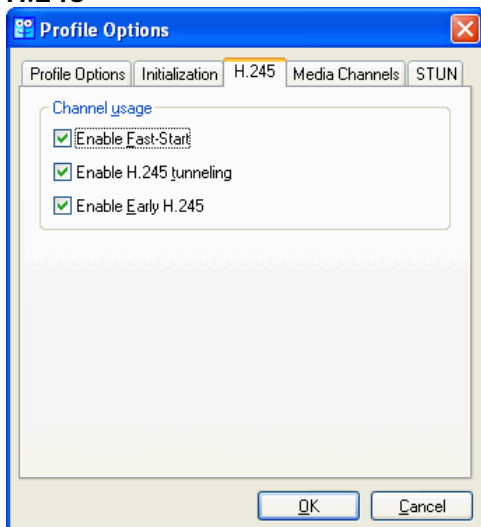 H.245
Profile Options
Profile Options Initialization H.245 Media Channels STUN
Channel usage
Enable Fast-Start
Enable H.245 tunneling
Enable Early H.245
OK Cancel